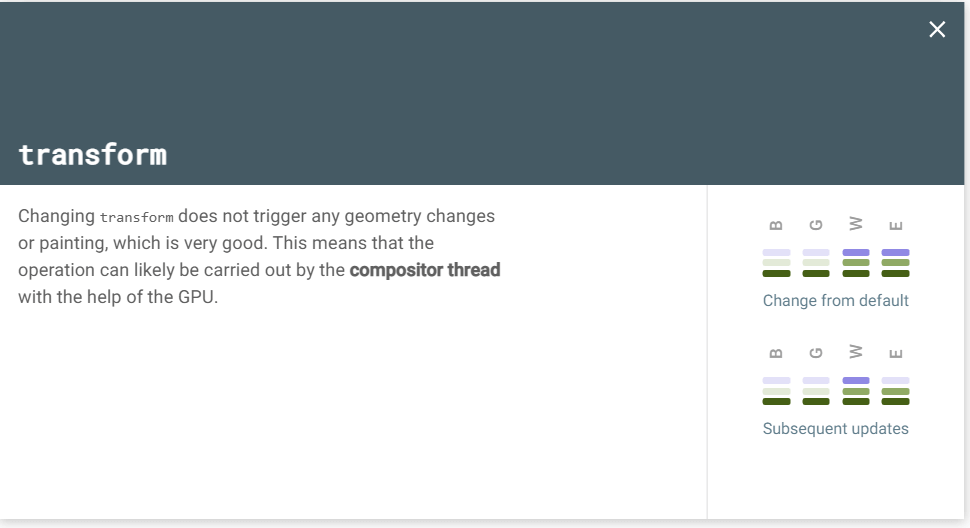 transform
Changing transform does not trigger any geometry changes
or painting, which is very good. This means that the
operation can likely be carried out by the compositor thread
with the help of the GPU.
B G W E
Change from default
B G W E
Subsequent updates